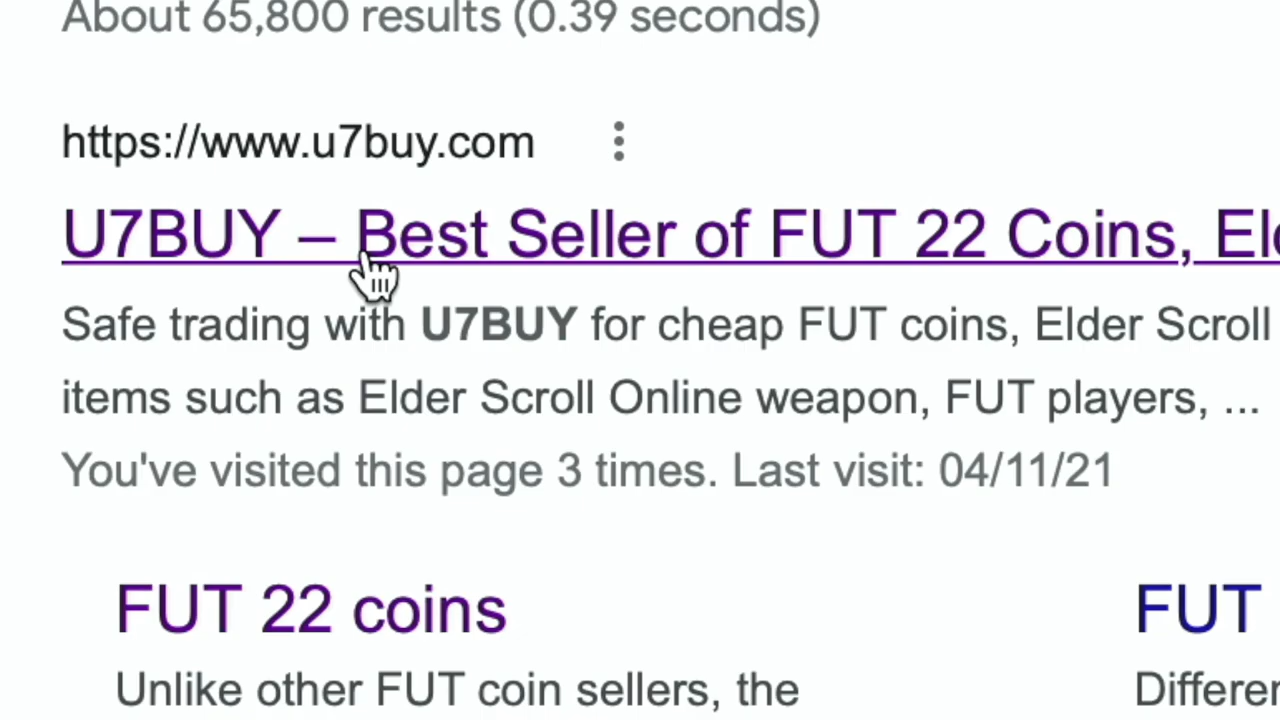 About 65,800 results (0.39 seconds)
https://www.u7buy.com
U7BUY – Best Seller of FUT 22 Coins,
Safe trading with U7BUY for cheap FUT coins, Elder Scroll
items such as Elder Scroll Online weapon, FUT players, ...
You've visited this page 3 times. Last visit: 04/11/21
FUT 22 coins
FUT
Unlike other FUT coin sellers, the